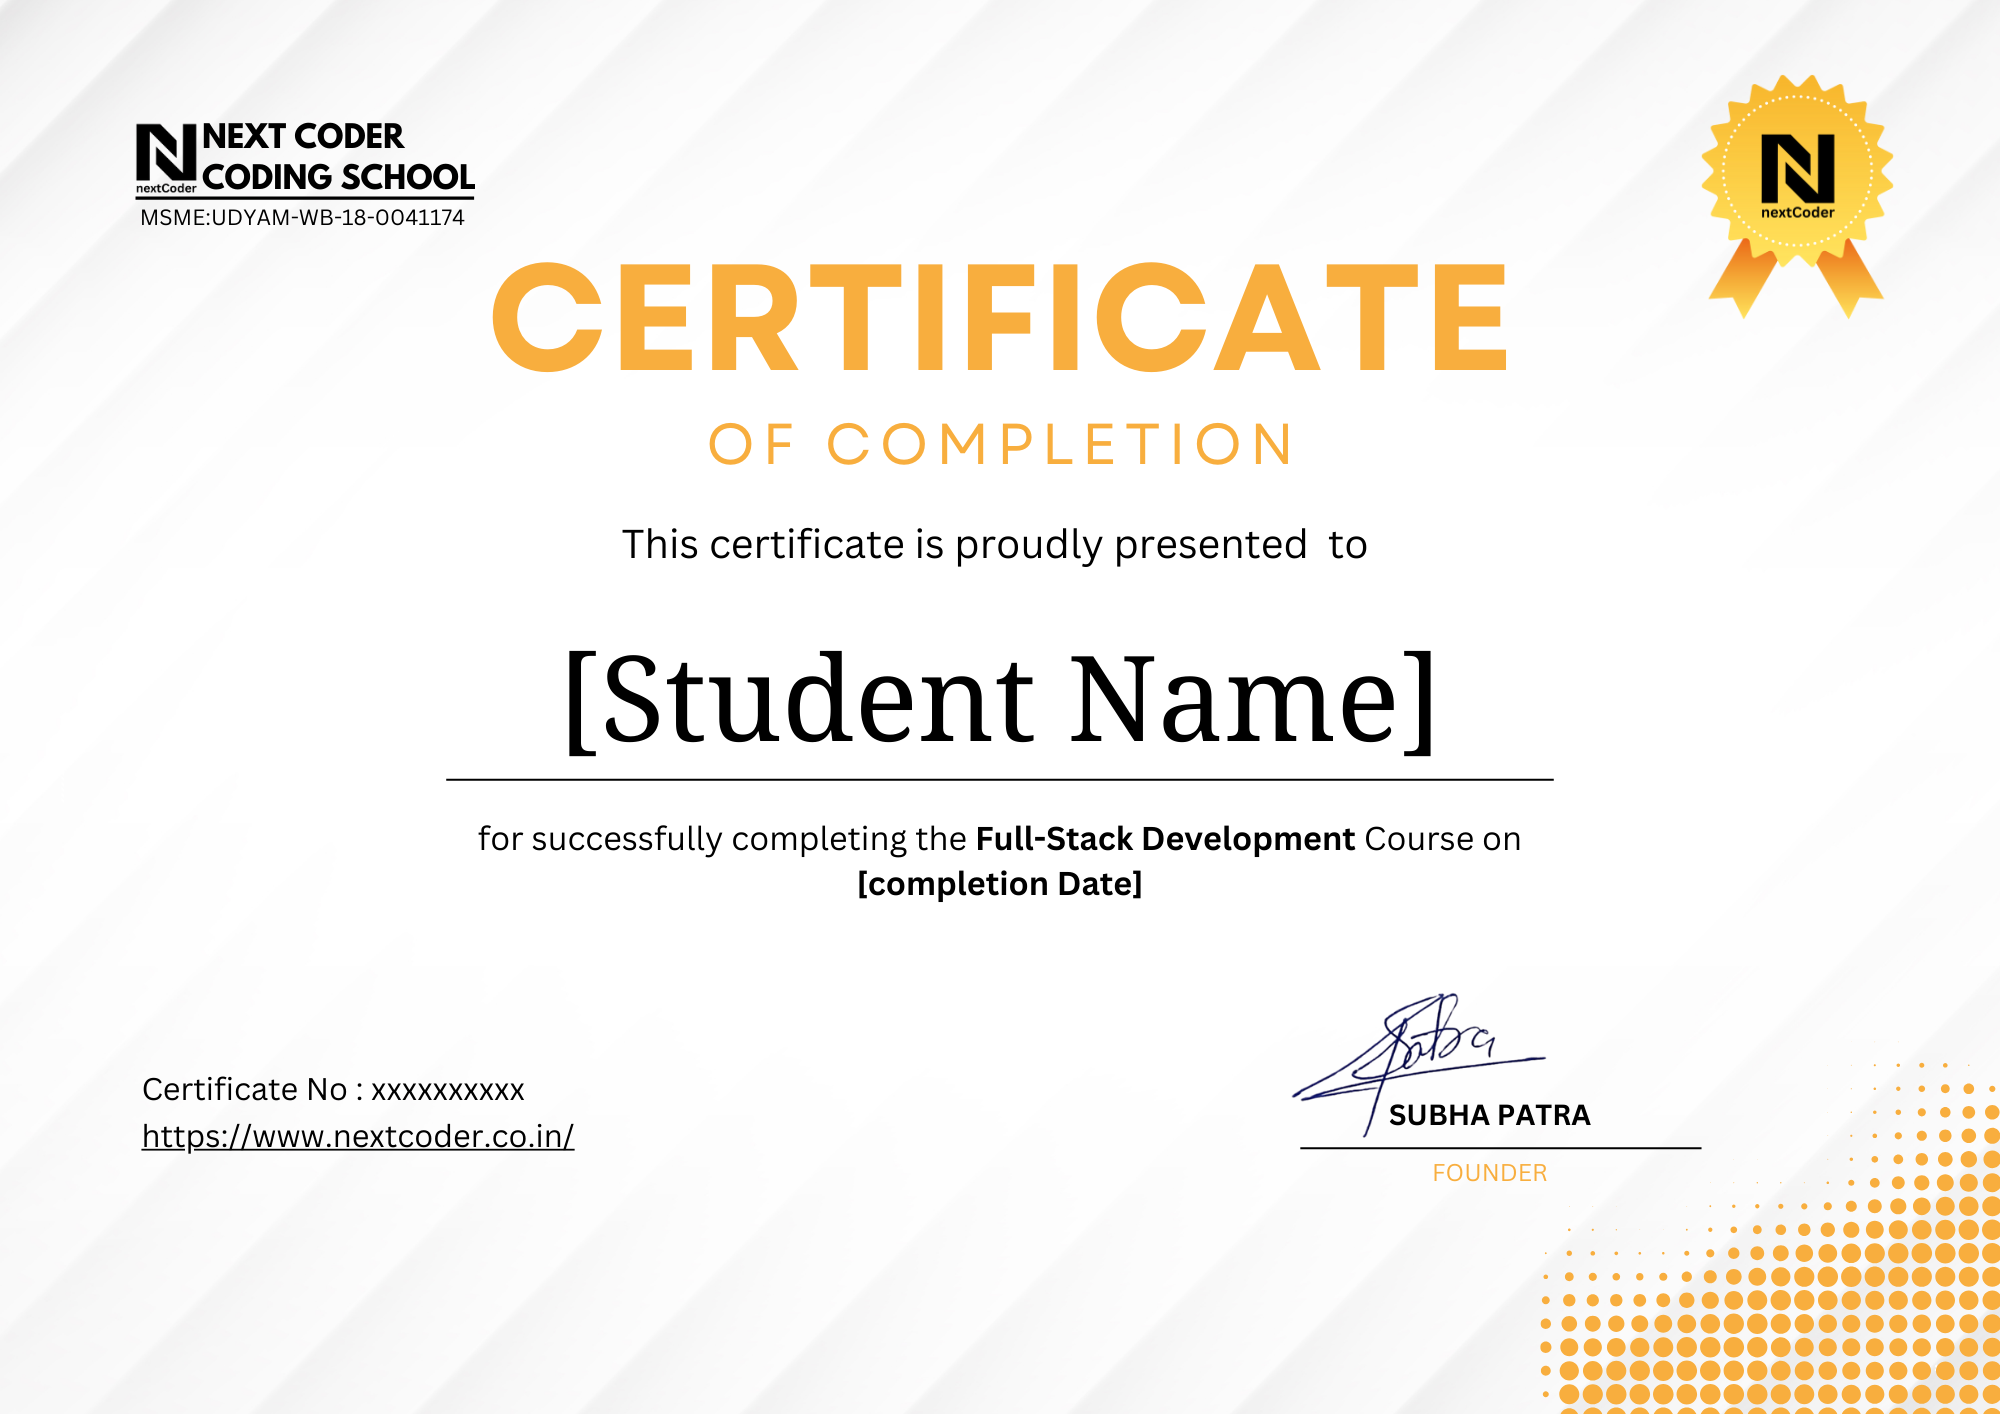 NEXT CODER
CODING SCHOOL
nextCoder
MSME:UDYAM-WB-18-0041174
nextCoder
CERTIFICATE
OF COMPLETION
This certificate is proudly presented  to
[Student Name]
for successfully completing the Full-Stack Development Course on
[completion Date]
Certificate No : xxxxxxxxxx
https://www.nextcoder.co.in/
SPatra
SUBHA PATRA
FOUNDER